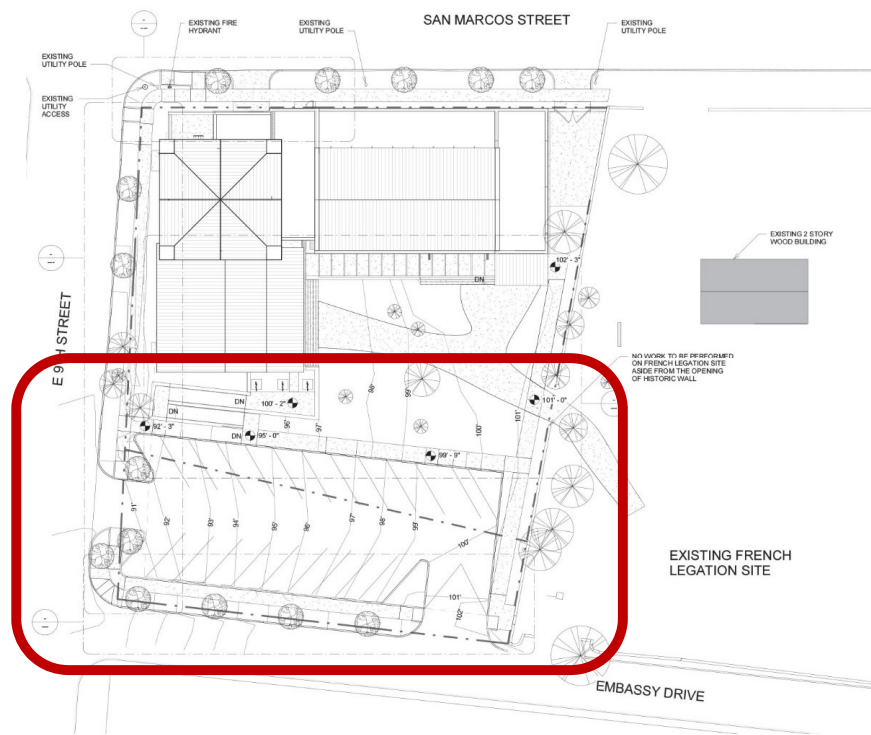 SAN MARCOS STREET
EXISTING FIRE
HYDRANT
EXISTING
UTILITY POLE
EXISTING
UTILITY POLE
EXISTING
UTILITY POLE
EXISTING
UTILITY
ACCESS
EXISTING 2 STORY
WOOD BUILDING
102' - 3"
DN
E 9TH STREET
NO WORK TO BE PERFORMED
ON FRENCH LEGATION SITE
ASIDE FROM THE OPENING
OF HISTORIC WALL
98'
99'
100'
101'
101' - 0"
100' - 2"
DN
92' - 3"
DN
95' - 0"
96'
97'
99' - 9"
91'
92'
93'
94'
95'
96'
97'
98'
99'
100'
101'
102'
EXISTING FRENCH
LEGATION SITE
EMBASSY DRIVE